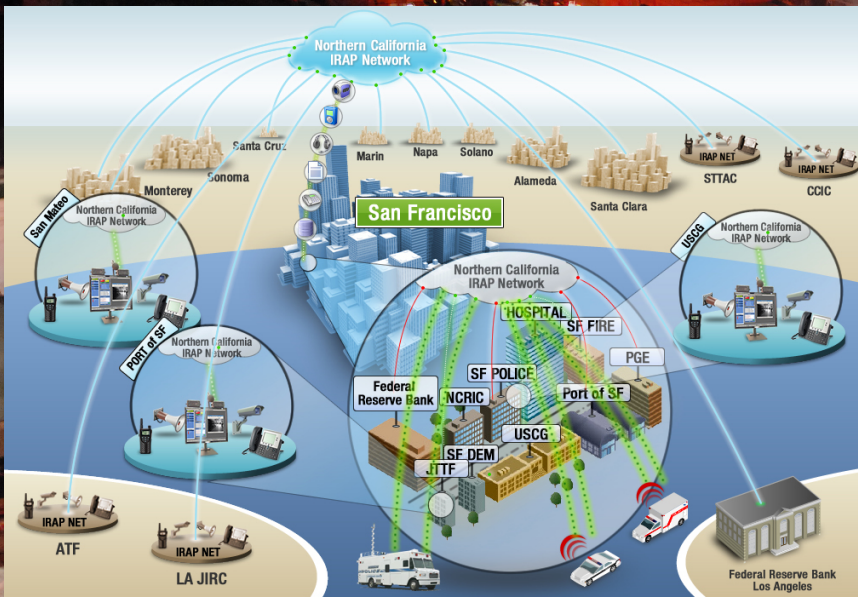 Northern California
IRAP Network
Santa Cruz
Marin
Napa
Solano
Sonoma
Monterey
Alameda
Santa Clara
IRAP NET
STTAC
IRAP NET
CCIC
San Mateo
Northern California
IRAP Network
San Francisco
USCG
Northern California
IRAP Network
Northern California
IRAP Network
HOSPITAL
SF FIRE
PGE
SF POLICE
Federal
Reserve Bank
NCRIC
Port of SF
USCG
SF DEM
JTTF
PORT of SF
Northern California
IRAP Network
IRAP NET
ATF
IRAP NET
LA JIRC
Federal Reserve Bank
Los Angeles